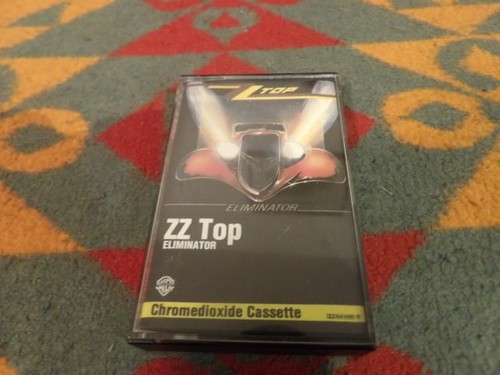 ZZ TOP
ELIMINATOR
ZZ Top
ELIMINATOR
Chromedioxide Cassette